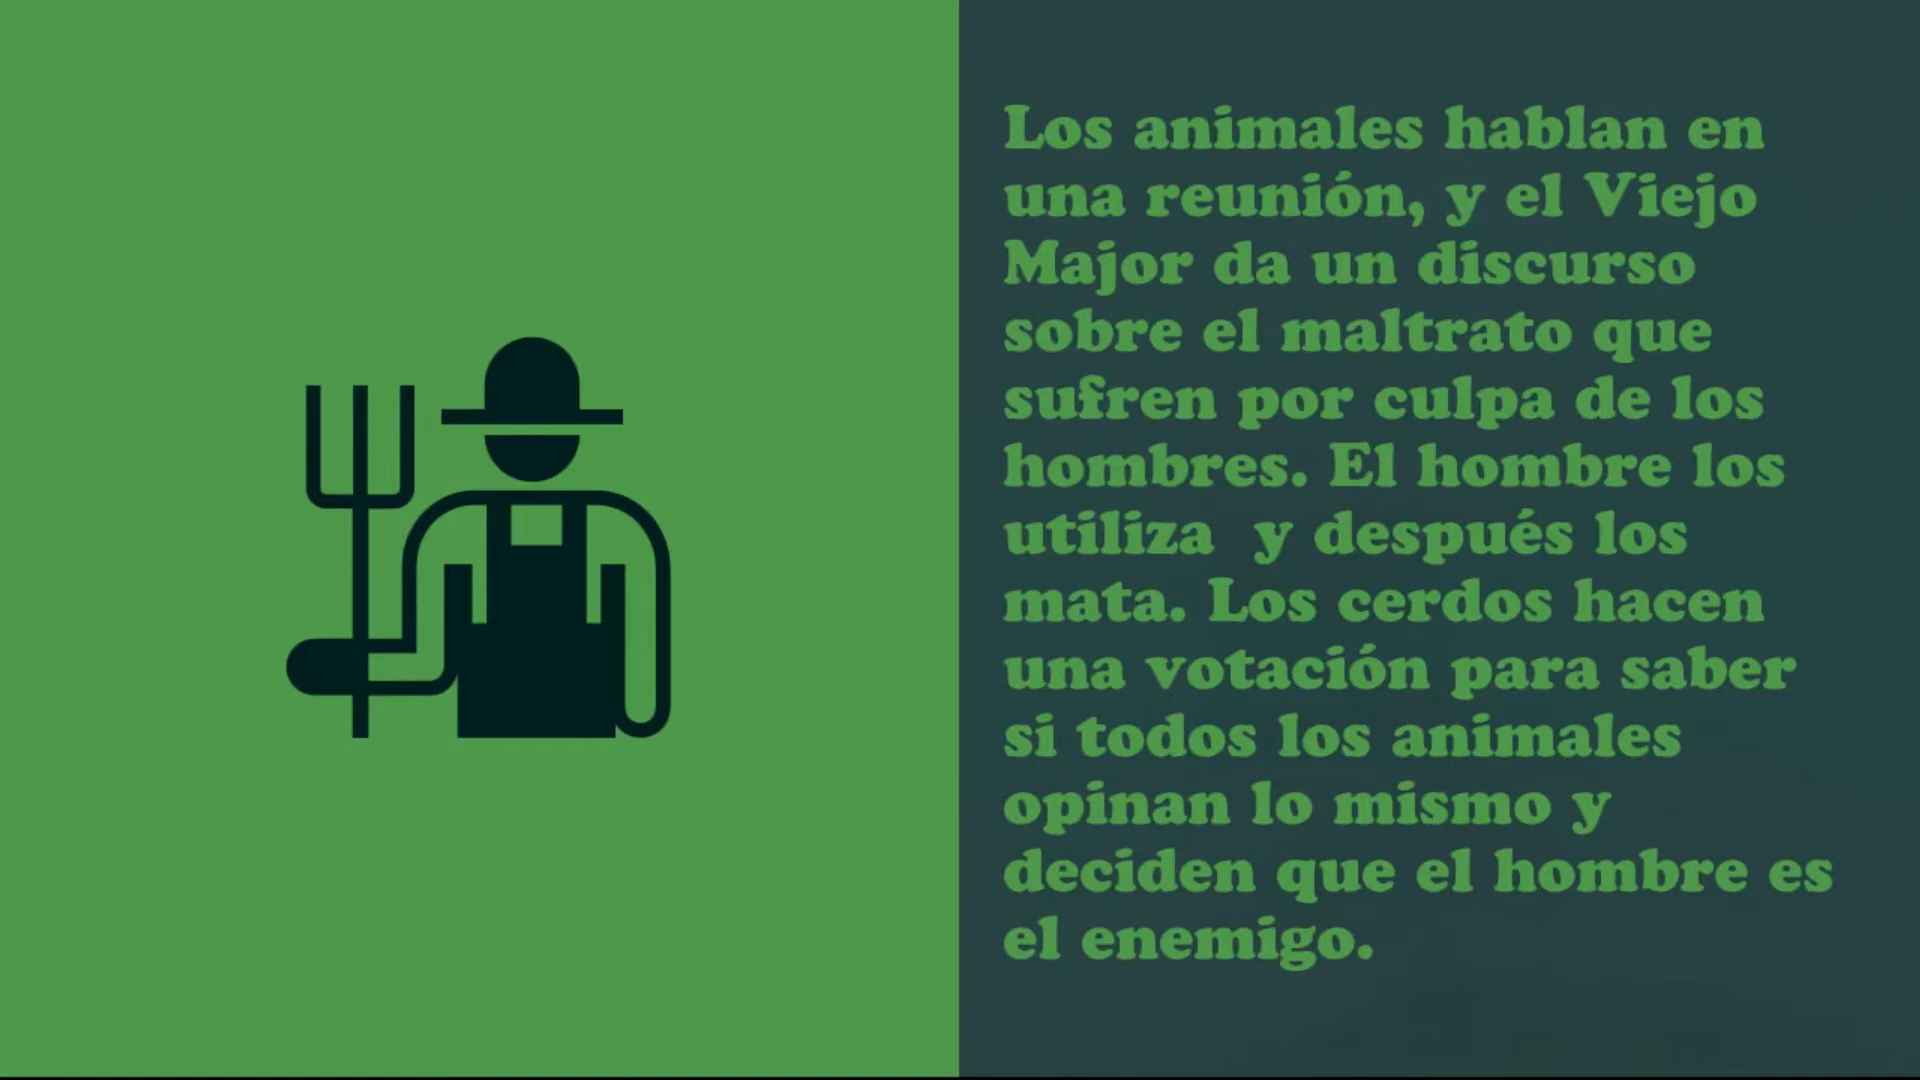 Los animales hablan en
una reunión, y el Viejo
Major da un discurso
sobre el maltrato que
sufren por culpa de los
hombres. El hombre los
utiliza  y después los
mata. Los cerdos hacen
una votación para saber
si todos los animales
opinan lo mismo y
deciden que el hombre es
el enemigo.